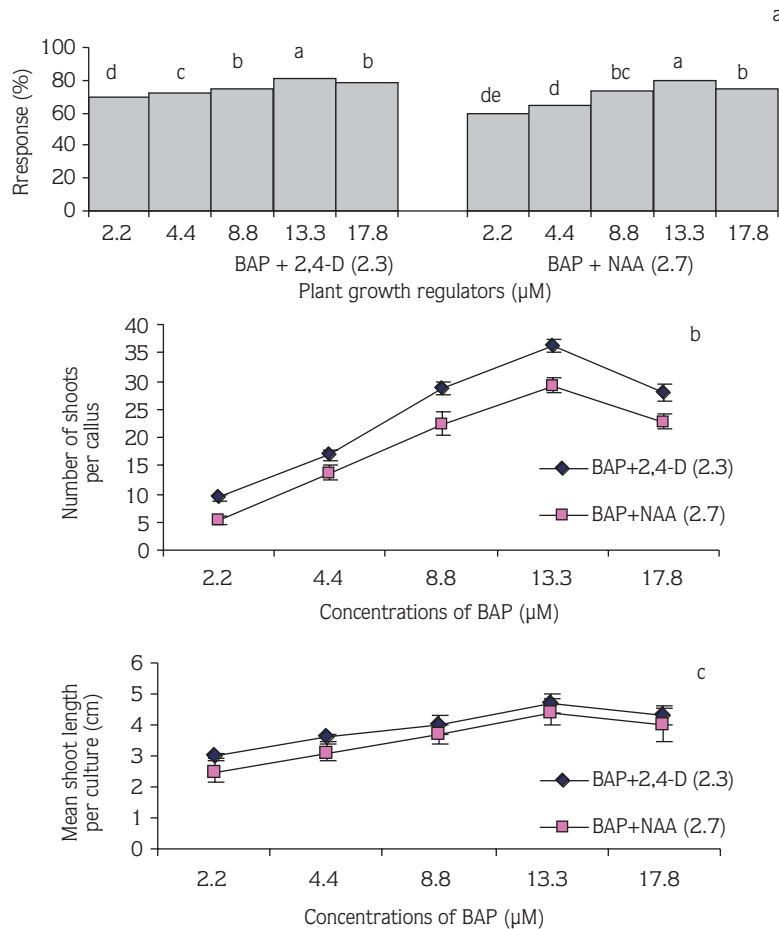 a
100
80
60
40
20
0
Rresponse (%)
d c b a b
de d bc a b
2.2 4.4 8.8 13.3 17.8 2.2 4.4 8.8 13.3 17.8
BAP + 2,4-D (2.3) BAP + NAA (2.7)
Plant growth regulators (µM)
b
40
35
30
25
20
15
10
5
0
Number of shoots
per callus
BAP+2,4-D (2.3)
BAP+NAA (2.7)
2.2 4.4 8.8 13.3 17.8
Concentrations of BAP (µM)
c
6
5
4
3
2
1
0
Mean shoot length
per culture (cm)
BAP+2,4-D (2.3)
BAP+NAA (2.7)
2.2 4.4 8.8 13.3 17.8
Concentrations of BAP (µM)